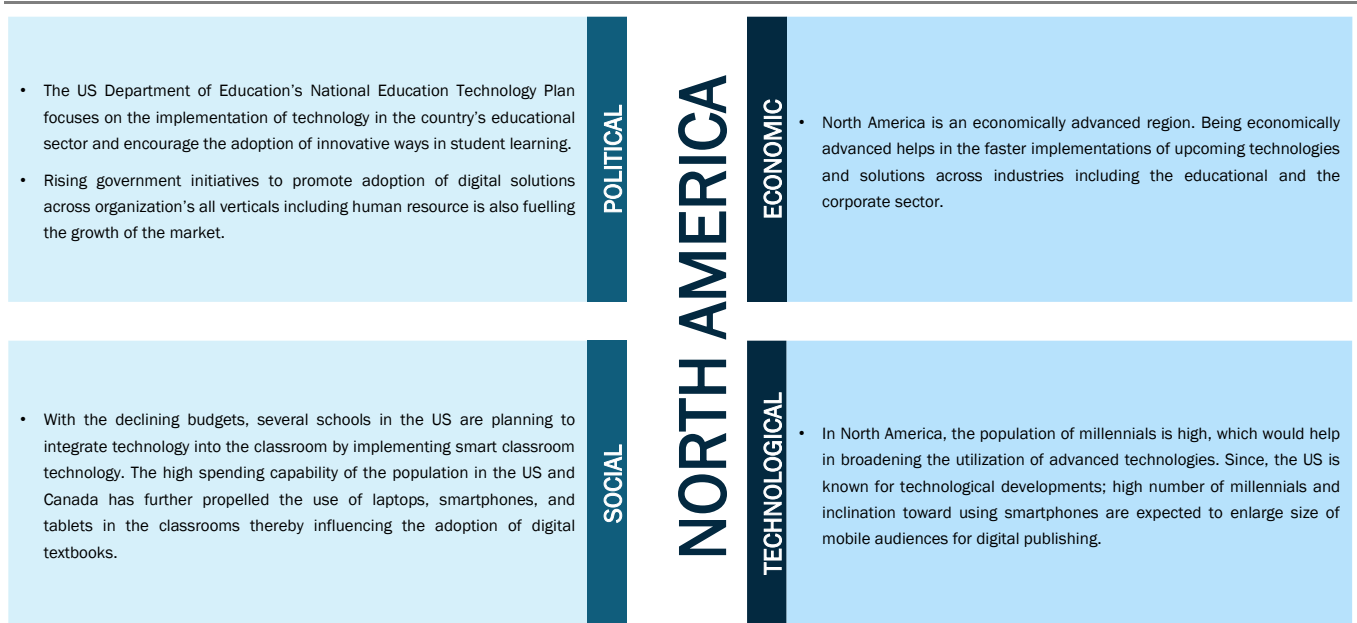 • The US Department of Education's National Education Technology Plan
focuses on the implementation of technology in the country's educational
sector and encourage the adoption of innovative ways in student learning.
• Rising government initiatives to promote adoption of digital solutions
across organization's all verticals including human resource is also fuelling
the growth of the market.
POLITICAL
NORTH AMERICA
ECONOMIC
• North America is an economically advanced region. Being economically
advanced helps in the faster implementations of upcoming technologies
and solutions across industries including the educational and the
corporate sector.
• With the declining budgets, several schools in the US are planning to
integrate technology into the classroom by implementing smart classroom
technology. The high spending capability of the population in the US and
Canada has further propelled the use of laptops, smartphones, and
tablets in the classrooms thereby influencing the adoption of digital
textbooks.
SOCIAL
TECHNOLOGICAL
• In North America, the population of millennials is high, which would help
in broadening the utilization of advanced technologies. Since, the US is
known for technological developments; high number of millennials and
inclination toward using smartphones are expected to enlarge size of
mobile audiences for digital publishing.